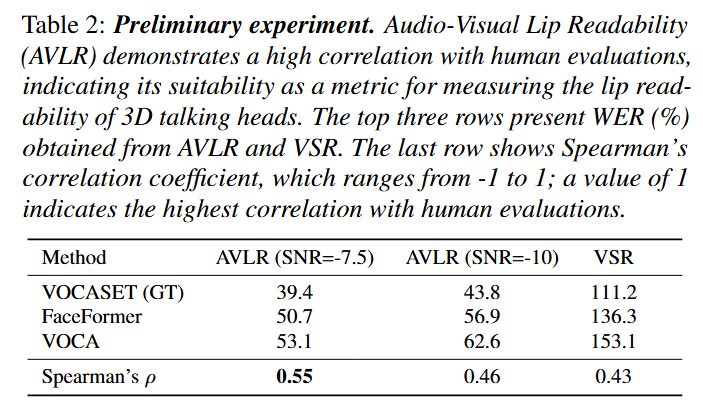 Table 2: Preliminary experiment. Audio-Visual Lip Readability
(AVLR) demonstrates a high correlation with human evaluations,
indicating its suitability as a metric for measuring the lip read-
ability of 3D talking heads. The top three rows present WER (%)
obtained from AVLR and VSR. The last row shows Spearman's
correlation coefficient, which ranges from -1 to 1; a value of 1
indicates the highest correlation with human evaluations.
Method AVLR (SNR=-7.5) AVLR (SNR=-10) VSR
VOCASET (GT) 39.4 43.8 111.2
FaceFormer 50.7 56.9 136.3
VOCA 53.1 62.6 153.1
Spearman's ρ 0.55 0.46 0.43